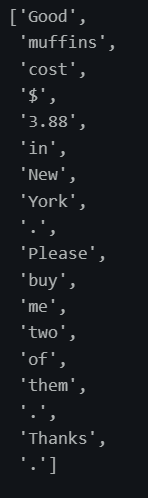 ['Good',
'muffins',
'cost',
'$',
'3.88',
'in',
'New',
'York',
'.',
'Please',
'buy',
'me',
'two',
'of',
'them',
'.',
'Thanks',
'.']